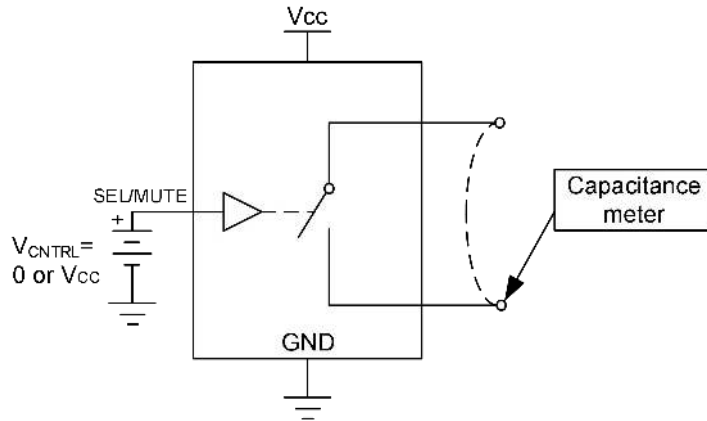 Vcc
SEL/MUTE
+
VCNTRL=
0 or Vcc
GND
Capacitance
meter